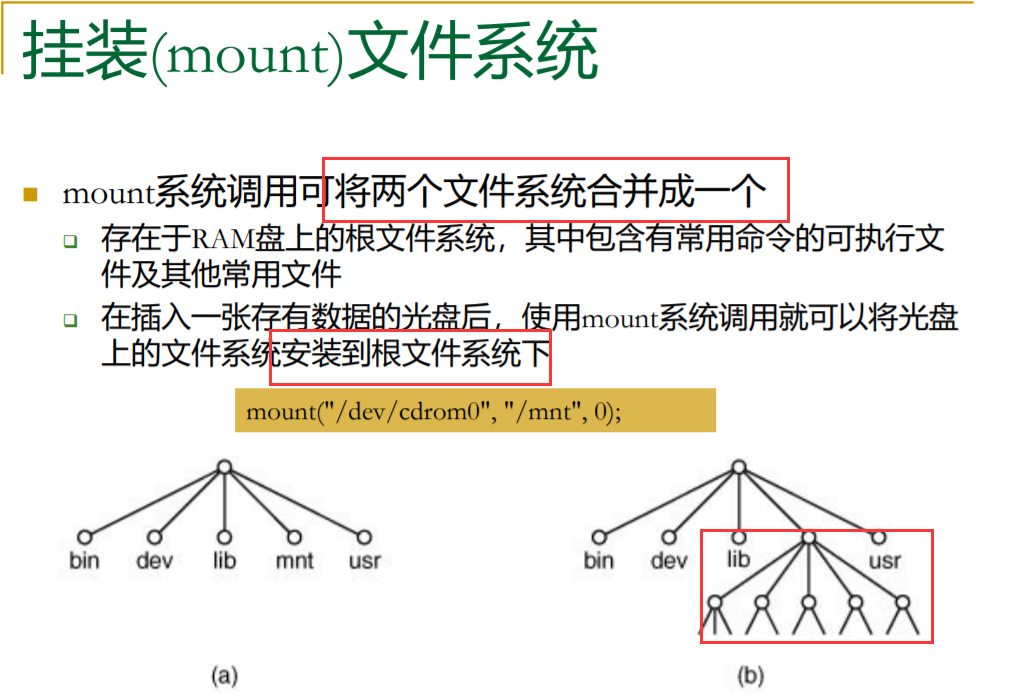 挂装(mount)文件系统
mount系统调用可将两个文件系统合并成一个
存在于RAM盘上的根文件系统，其中包含有常用命令的可执行文
件及其他常用文件
在插入一张存有数据的光盘后，使用mount系统调用就可以将光盘
上的文件系统安装到根文件系统下
mount("/dev/cdrom0", "/mnt", 0);
bin dev lib mnt usr
bin dev lib usr
(a)
(b)